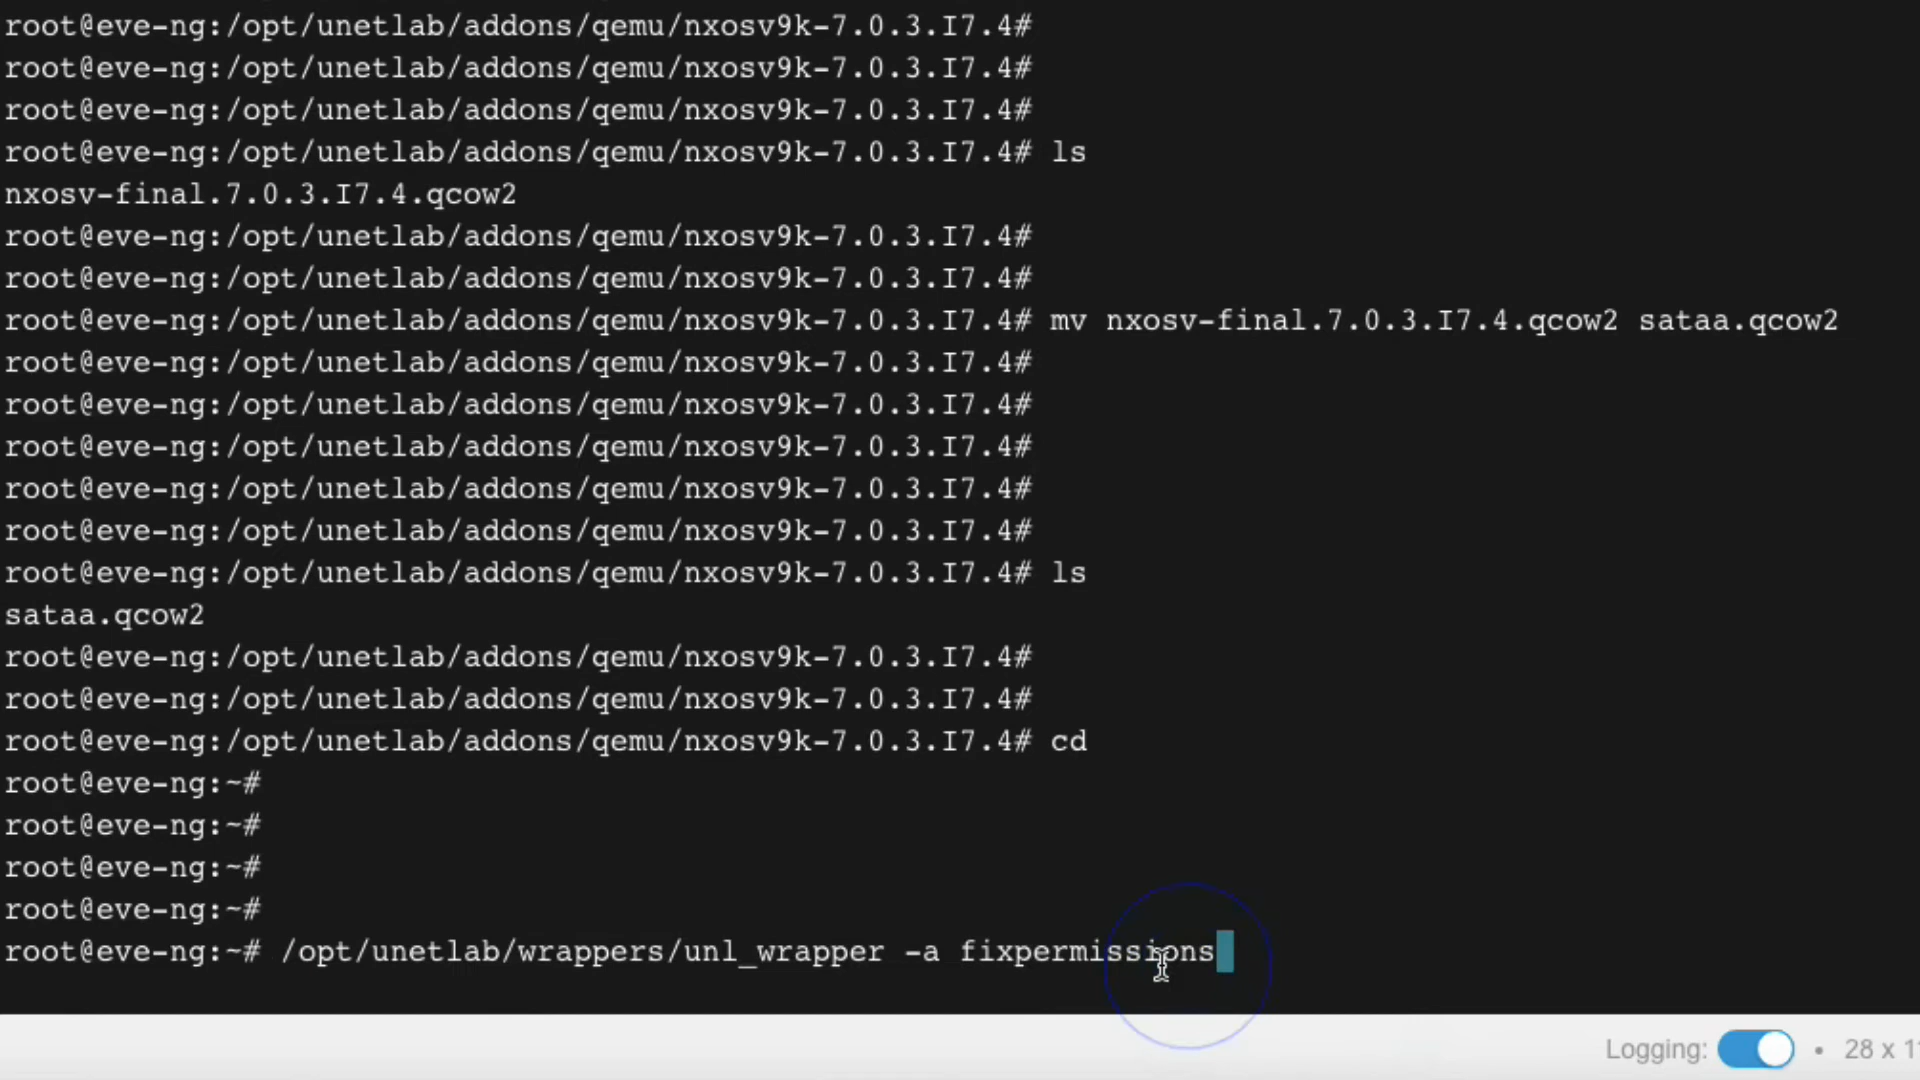 root@eve-ng:/opt/unetlab/addons/qemu/nxosv9k-7.0.3.I7.4#
root@eve-ng:/opt/unetlab/addons/qemu/nxosv9k-7.0.3.I7.4#
root@eve-ng:/opt/unetlab/addons/qemu/nxosv9k-7.0.3.I7.4#
root@eve-ng:/opt/unetlab/addons/qemu/nxosv9k-7.0.3.I7.4# ls
nxosv-final.7.0.3.I7.4.qcow2
root@eve-ng:/opt/unetlab/addons/qemu/nxosv9k-7.0.3.I7.4#
root@eve-ng:/opt/unetlab/addons/qemu/nxosv9k-7.0.3.I7.4#
root@eve-ng:/opt/unetlab/addons/qemu/nxosv9k-7.0.3.I7.4# mv nxosv-final.7.0.3.I7.4.qcow2 sataa.qcow2
root@eve-ng:/opt/unetlab/addons/qemu/nxosv9k-7.0.3.I7.4#
root@eve-ng:/opt/unetlab/addons/qemu/nxosv9k-7.0.3.I7.4#
root@eve-ng:/opt/unetlab/addons/qemu/nxosv9k-7.0.3.I7.4#
root@eve-ng:/opt/unetlab/addons/qemu/nxosv9k-7.0.3.I7.4#
root@eve-ng:/opt/unetlab/addons/qemu/nxosv9k-7.0.3.I7.4#
root@eve-ng:/opt/unetlab/addons/qemu/nxosv9k-7.0.3.I7.4# ls
sataa.qcow2
root@eve-ng:/opt/unetlab/addons/qemu/nxosv9k-7.0.3.I7.4#
root@eve-ng:/opt/unetlab/addons/qemu/nxosv9k-7.0.3.I7.4#
root@eve-ng:/opt/unetlab/addons/qemu/nxosv9k-7.0.3.I7.4# cd
root@eve-ng:~#
root@eve-ng:~#
root@eve-ng:~#
root@eve-ng:~#
root@eve-ng:~# /opt/unetlab/wrappers/unl_wrapper -a fixpermissions
Logging: • 28 x